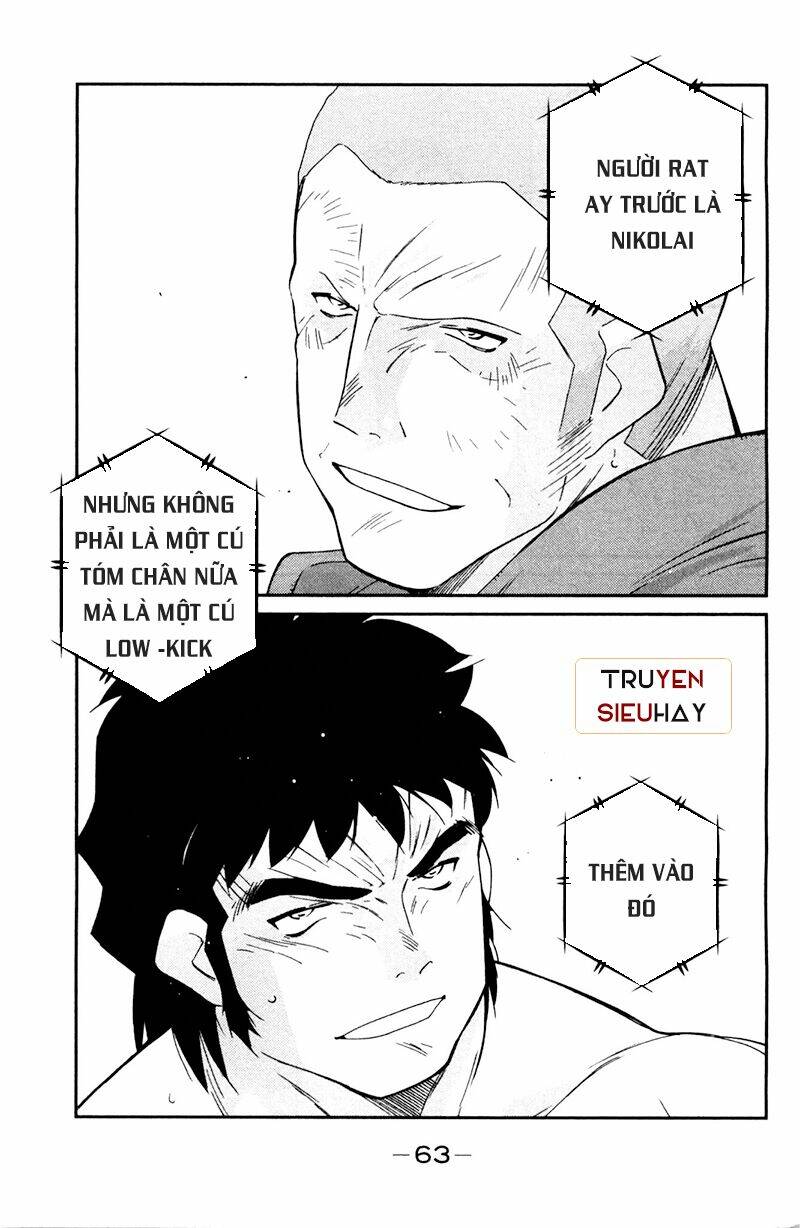 NGƯỜI RAT
AY TRƯỚC LÀ
NIKOLAI
NHƯNG KHÔNG
PHẢI LÀ MỘT CÚ
TÓM CHÂN NỮA
MÀ LÀ MỘT CÚ
LOW -KICK
TRUYEN
SIEUHAY
THÊM VÀO
ĐÓ
—63—